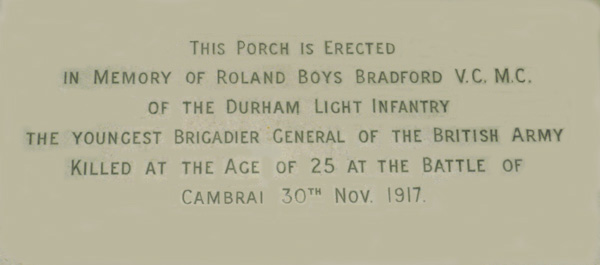 THIS PORCH IS ERECTED
IN MEMORY OF ROLAND BOYS BRADFORD V.C. M.C.
OF THE DURHAM LIGHT INFANTRY
THE YOUNGEST BRIGADIER GENERAL OF THE BRITISH ARMY
KILLED AT THE AGE OF 25 AT THE BATTLE OF
CAMBRAI 30TH NOV. 1917.